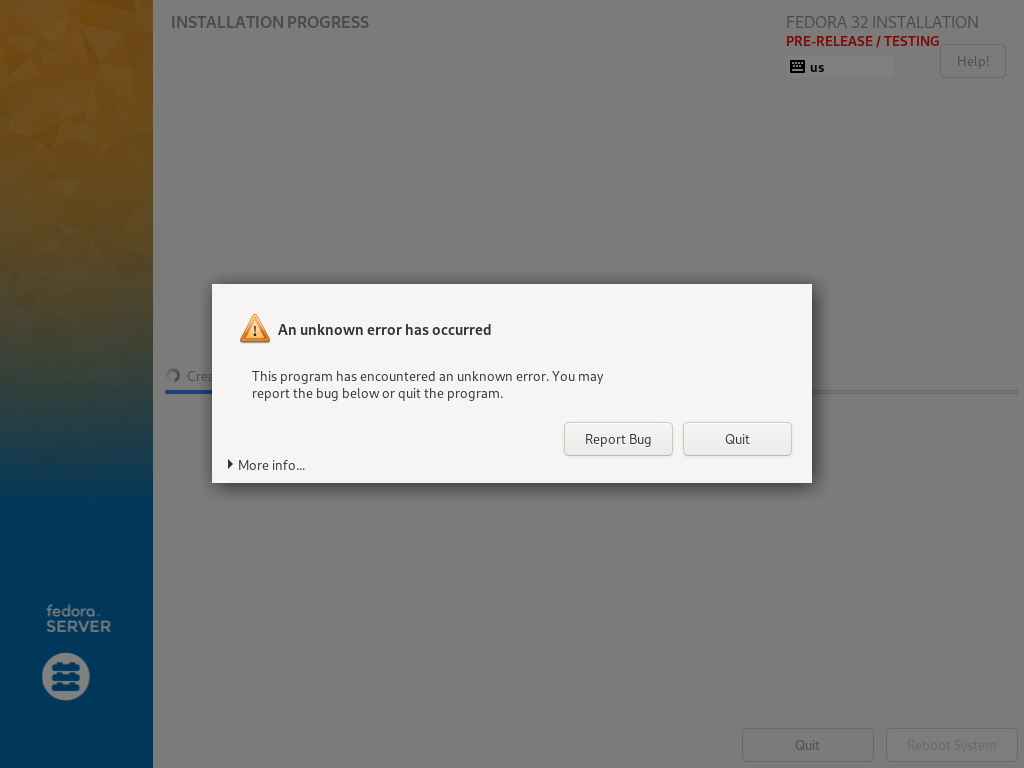 INSTALLATION PROGRESS
FEDORA 32 INSTALLATION
PRE-RELEASE / TESTING
us
Help!
An unknown error has occurred
This program has encountered an unknown error. You may
report the bug below or quit the program.
Report Bug
Quit
More info...
fedora
SERVER
Quit
Reboot System